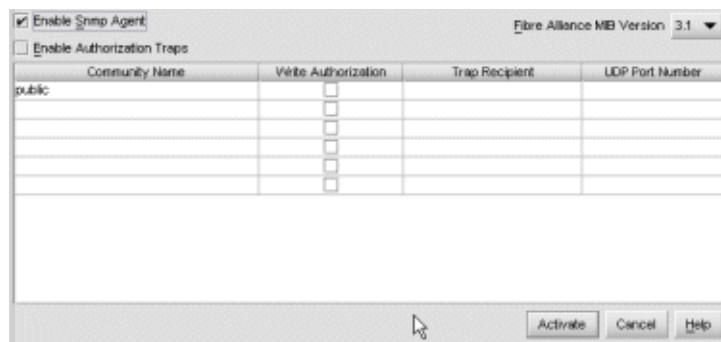 Enable Snmp Agent
Fibre Alliance MIB Version 3.1
Enable Authorization Traps
Community Name Write Authorization Trap Recipient UDP Port Number
public
Activate Cancel Help